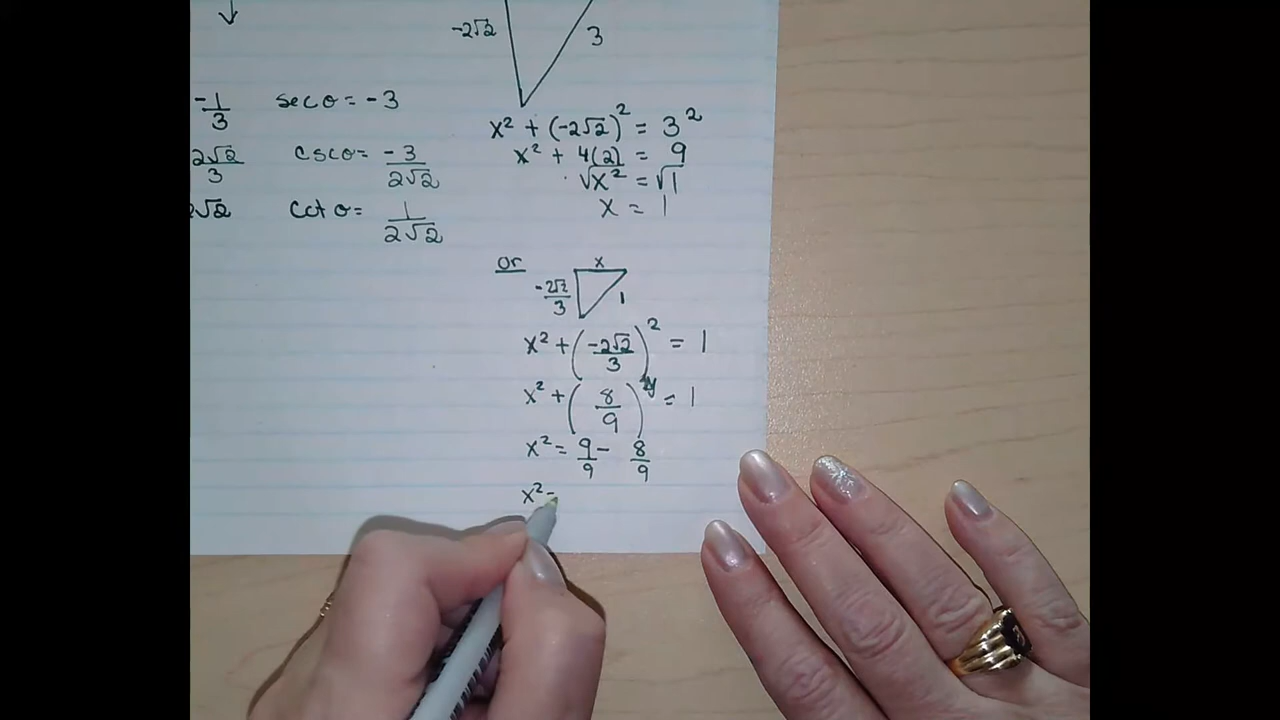 -2√2 3
-1/3 sec θ = -3
2√2/3 csc θ = -3/2√2
2√2 cot θ = 1/2√2
x² + (-2√2)² = 3²
x² + 4(2) = 9
√x² = √1
x = 1
or x
-2√2/3 1
x² + (-2√2/3)² = 1
x² + (8/9) = 1
x² = 9/9 - 8/9
x² =